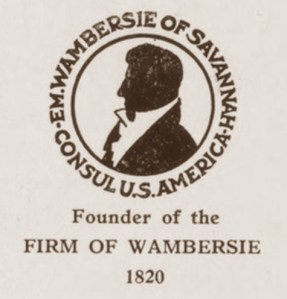 ·EM.WAMBERSIE OF SAVANNAH·
CONSUL U.S. AMERICA
Founder of the
FIRM OF WAMBERSIE
1820